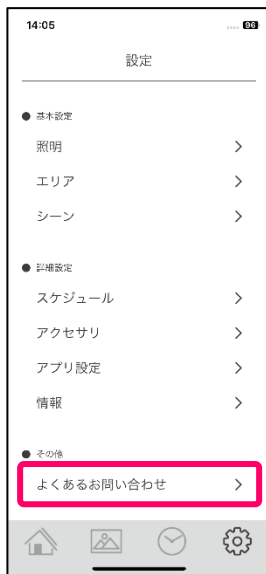 14:05
96
設定
● 基本設定
照明
エリア
シーン
● 詳細設定
スケジュール
アクセサリ
アプリ設定
情報
● その他
よくあるお問い合わせ